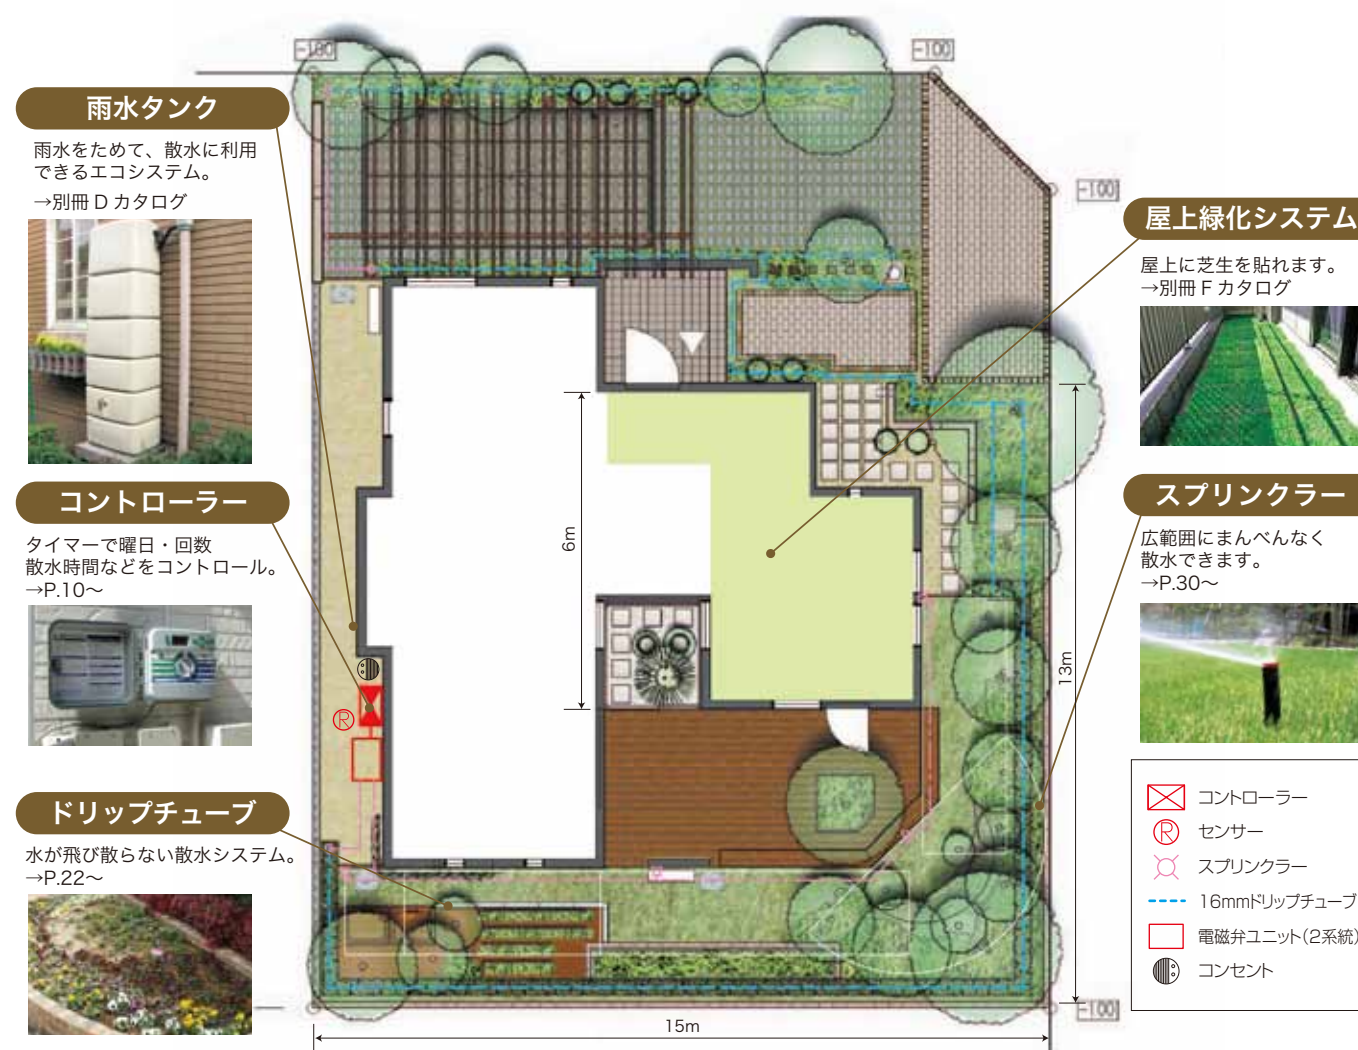 -100
-100
-100
雨水タンク
雨水をためて、散水に利用
できるエコシステム。
→別冊 D カタログ
コントローラー
タイマーで曜日・回数
散水時間などをコントロール。
→P.10～
ドリップチューブ
水が飛び散らない散水システム。
→P.22～
6m
13m
15m
R
-100
屋上緑化システム
屋上に芝生を貼れます。
→別冊 F カタログ
スプリンクラー
広範囲にまんべんなく
散水できます。
→P.30～
コントローラー
R センサー
スプリンクラー
16mmドリップチューブ
電磁弁ユニット(2系統)
コンセント